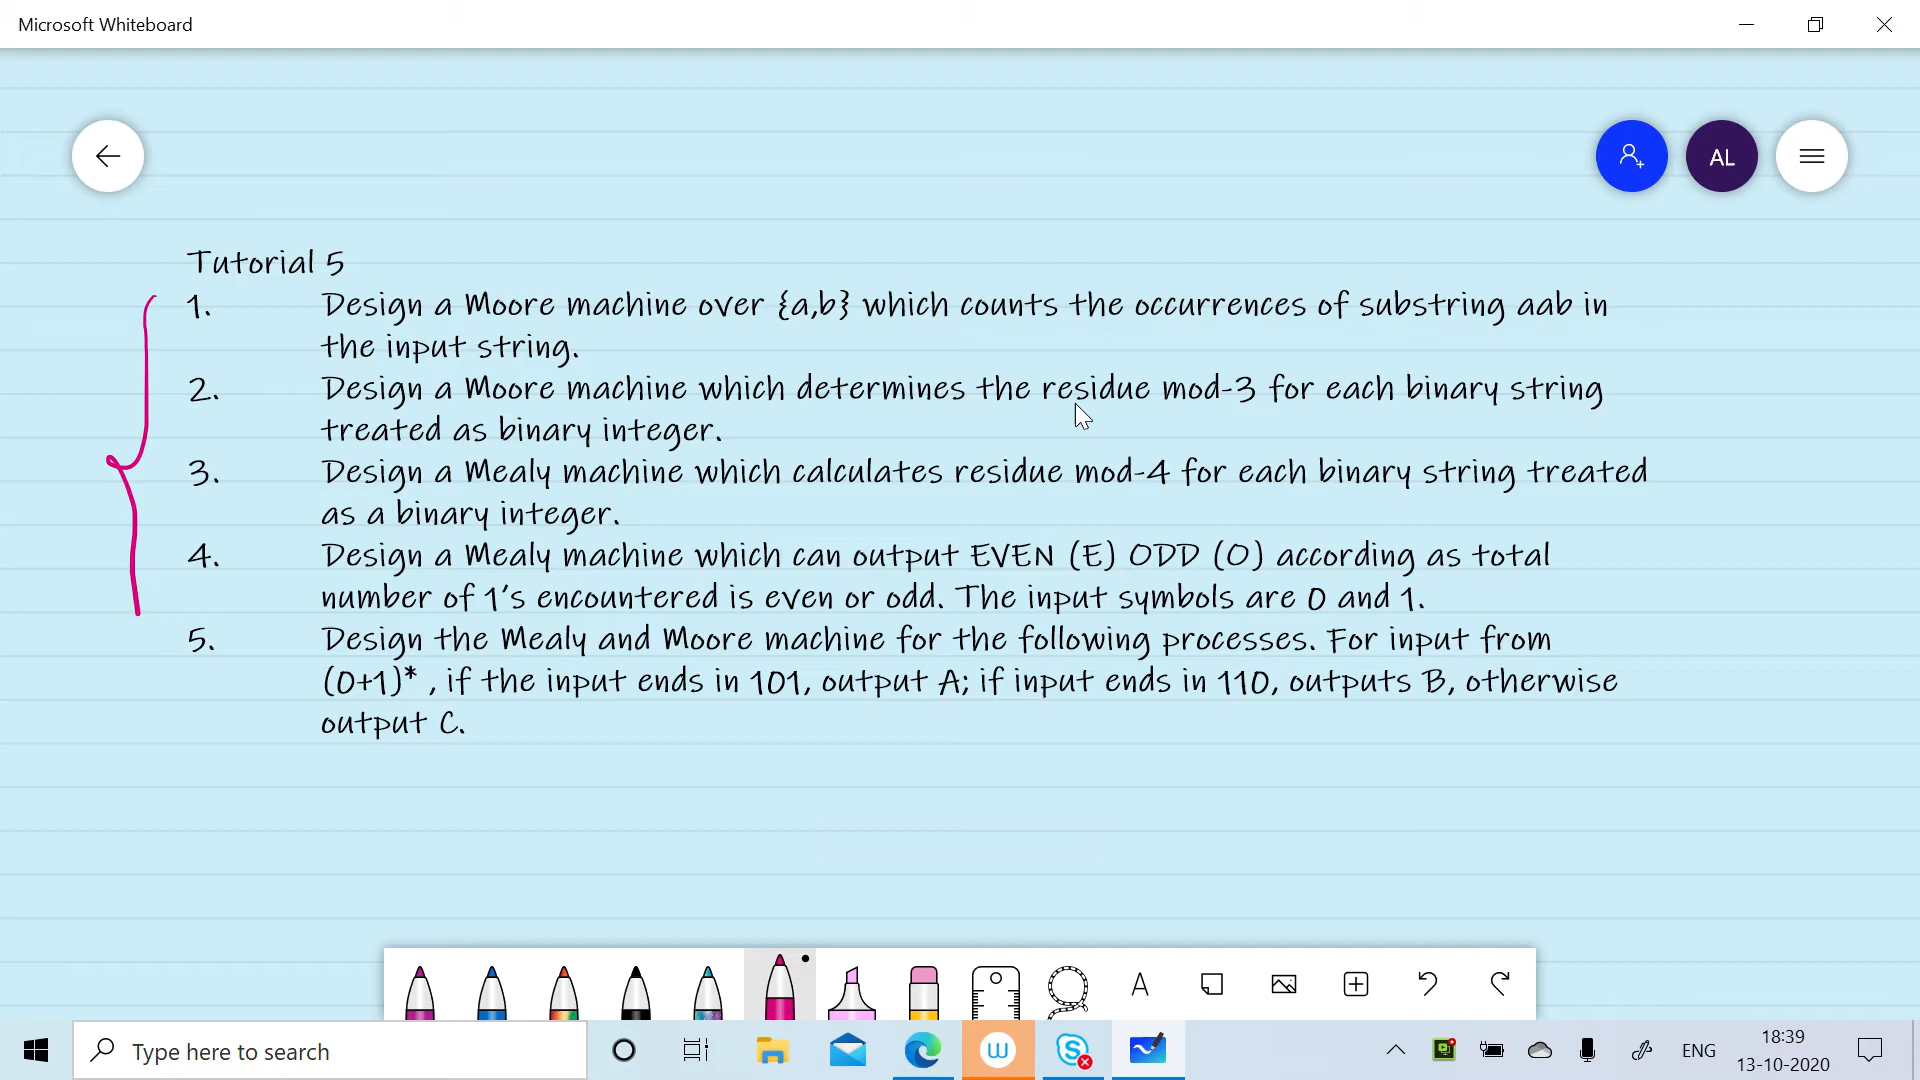 Microsoft Whiteboard
AL
Tutorial 5
1. Design a Moore machine over {a,b} which counts the occurrences of substring aab in
the input string.
2. Design a Moore machine which determines the residue mod-3 for each binary string
treated as binary integer.
3. Design a Mealy machine which calculates residue mod-4 for each binary string treated
as a binary integer.
4. Design a Mealy machine which can output EVEN (E) ODD (O) according as total
number of 1's encountered is even or odd. The input symbols are 0 and 1.
5. Design the Mealy and Moore machine for the following processes. For input from
(0+1)* , if the input ends in 101, output A; if input ends in 110, outputs B, otherwise
output C.
Type here to search
ENG
18:39
13-10-2020